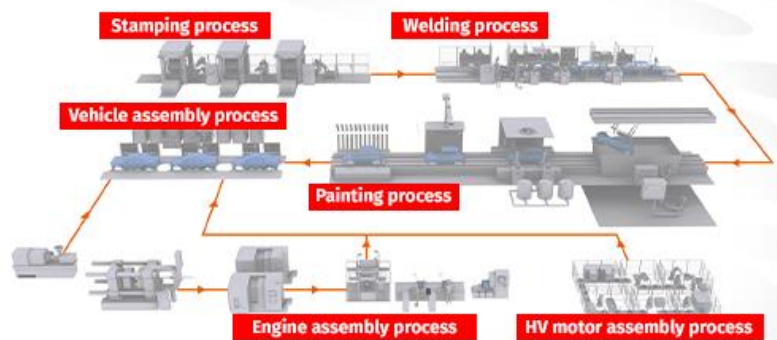 Stamping process
Welding process
Vehicle assembly process
Painting process
Engine assembly process
HV motor assembly process